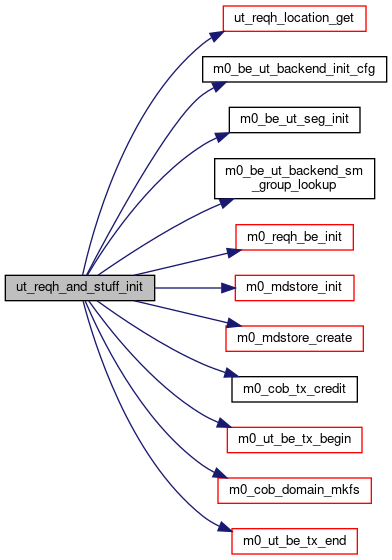 ut_reqh_location_get
m0_be_ut_backend_init_cfg
m0_be_ut_seg_init
m0_be_ut_backend_sm
_group_lookup
m0_reqh_be_init
ut_reqh_and_stuff_init
m0_mdstore_init
m0_mdstore_create
m0_cob_tx_credit
m0_ut_be_tx_begin
m0_cob_domain_mkfs
m0_ut_be_tx_end